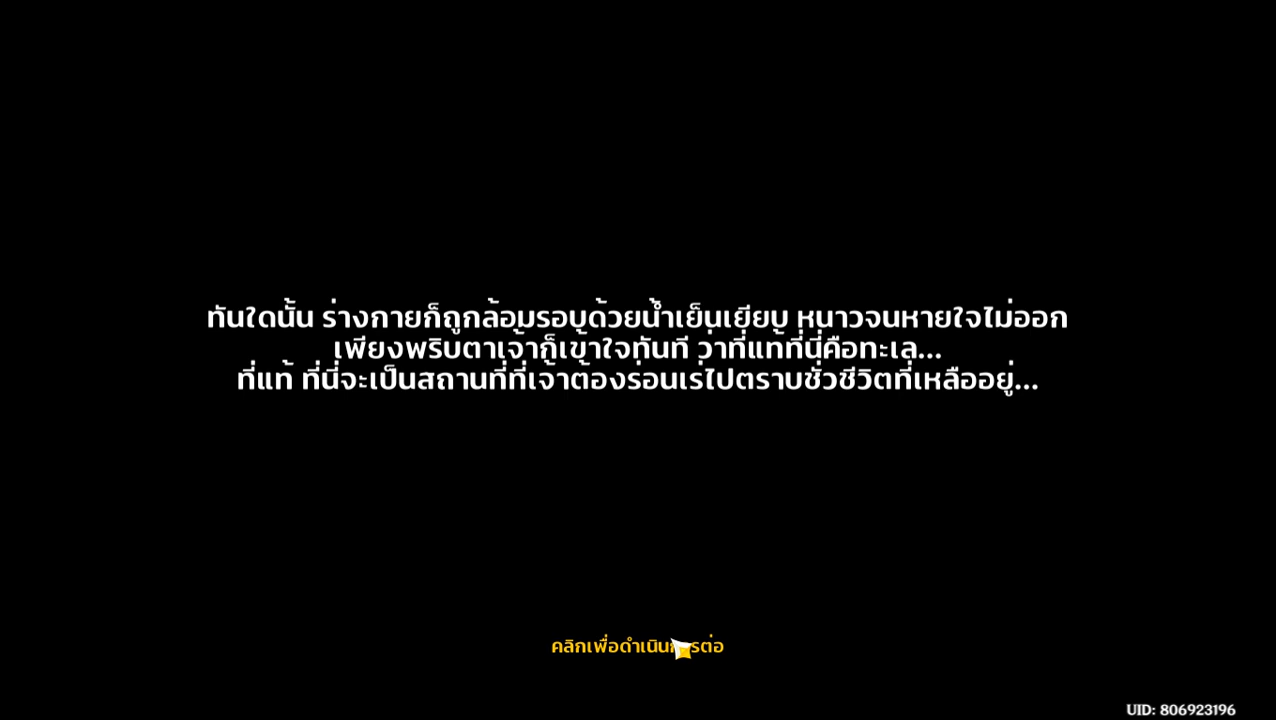 ทันใดนั้น ร่างกายก็ถูกล้อมรอบด้วยน้ำเย็นเยียบ หนาวจนหายใจไม่ออก
เพียงพริบตาเจ้าก็เข้าใจทันที ว่าที่แท้ที่นี่คือทะเล...
ที่แท้ ที่นี่จะเป็นสถานที่ที่เจ้าต้องร่อนเร่ไปตราบชั่วชีวิตที่เหลืออยู่...
คลิกเพื่อดำเนินการต่อ
UID: 806923196